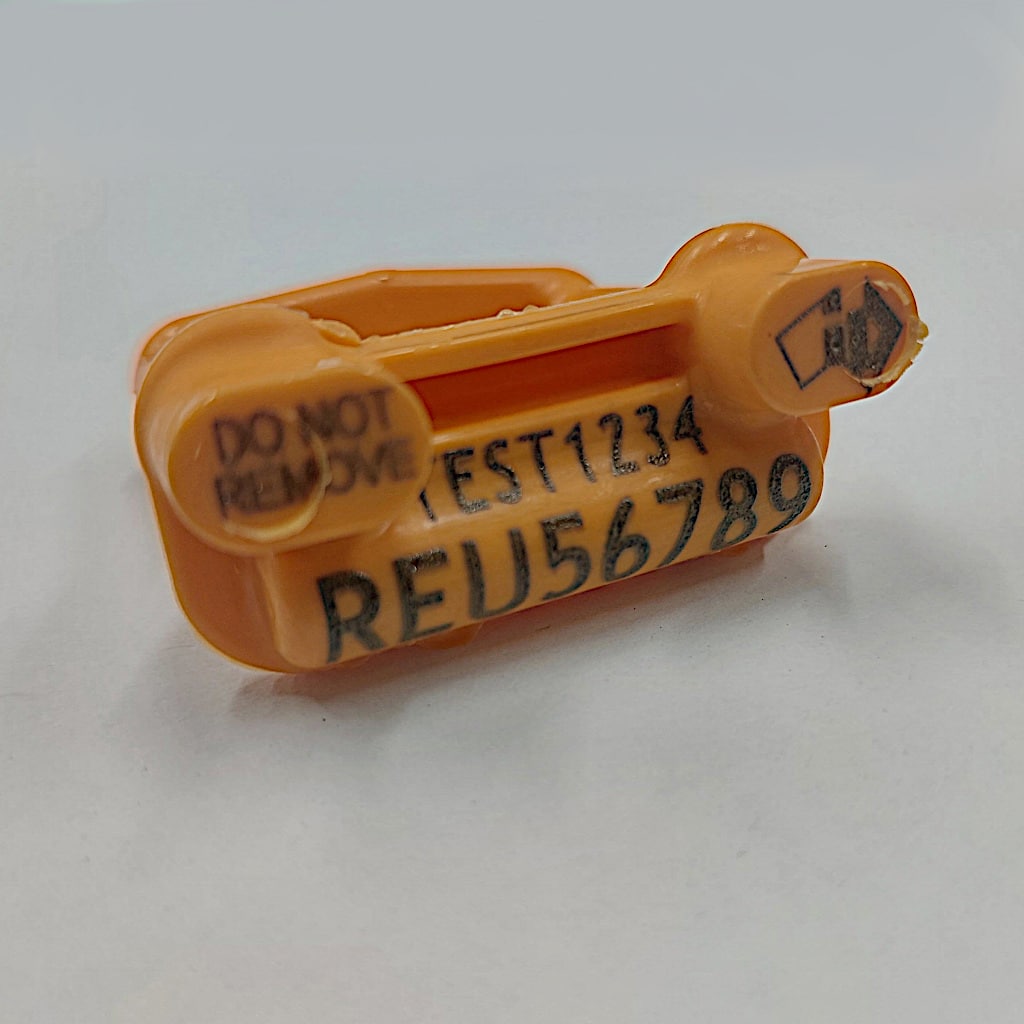 DO NOT
REMOVE
TEST1234
REU56789